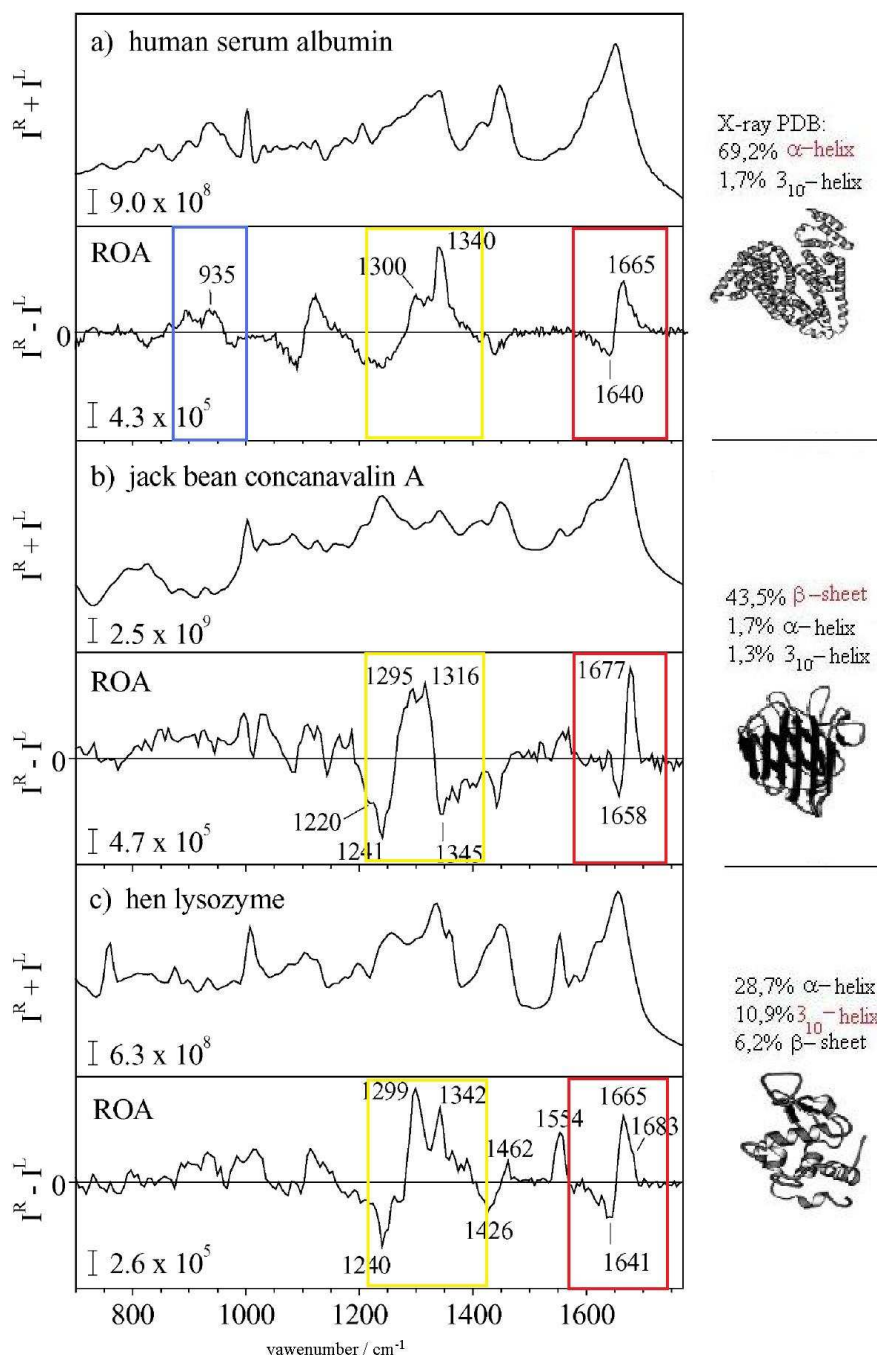 a) human serum albumin
I^R + I^L
9.0 x 10^8
X-ray PDB:
69,2% α-helix
1,7% 3_10-helix
ROA
935
1300
1340
1665
1640
I^R - I^L
0
4.3 x 10^5
b) jack bean concanavalin A
I^R + I^L
2.5 x 10^9
43,5% β-sheet
1,7% α-helix
1,3% 3_10-helix
ROA
1295
1316
1677
I^R - I^L
0
1220
1241
1345
1658
4.7 x 10^5
c) hen lysozyme
I^R + I^L
6.3 x 10^8
28,7% α-helix
10,9% 3_10-helix
6,2% β-sheet
ROA
1299
1342
1462
1554
1665
1683
I^R - I^L
0
1240
1426
1641
2.6 x 10^5
800 1000 1200 1400 1600
vawenumber / cm^-1